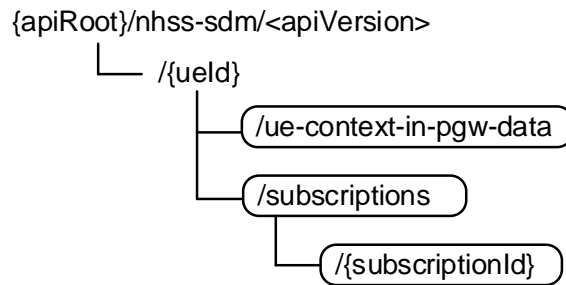 {apiRoot}/nhss-sdm/<apiVersion>
/{ueId}
/ue-context-in-pgw-data
/subscriptions
/{subscriptionId}